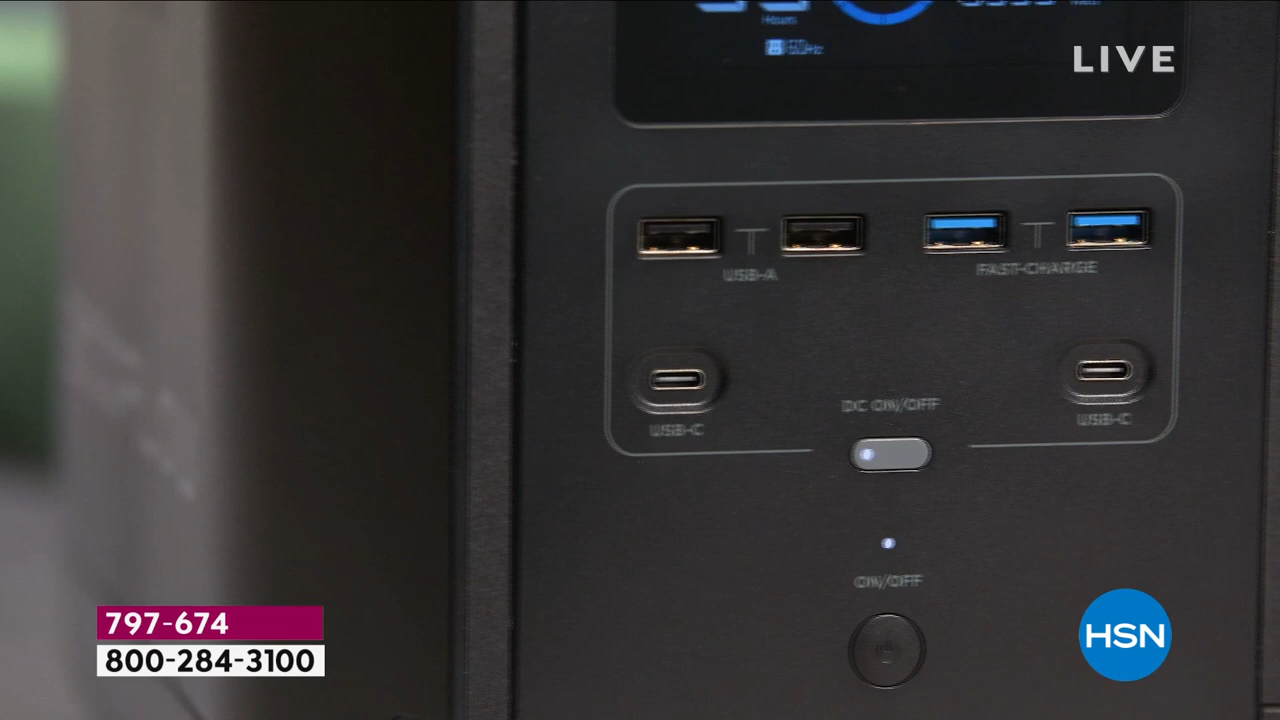 Hours
LIVE
USB-A
FAST-CHARGE
DC ON/OFF
USB-C
USB-C
ON/OFF
797-674
800-284-3100
HSN